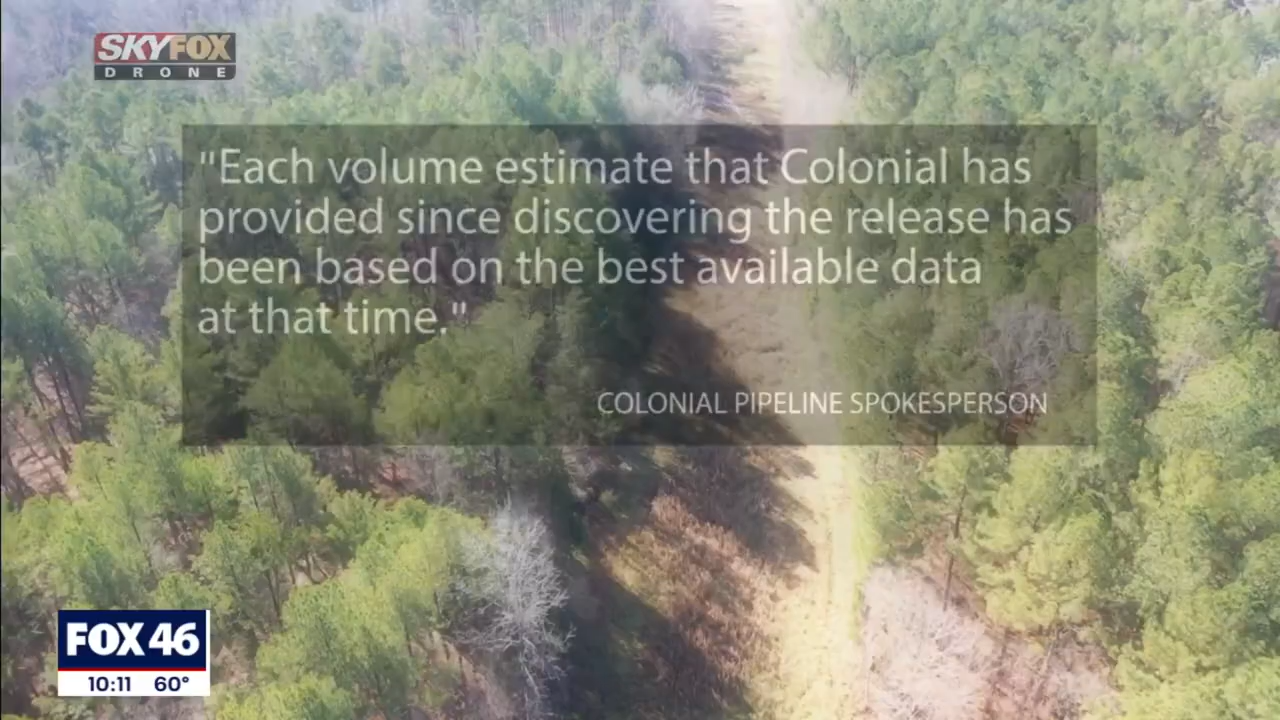 SKYFOX
DRONE
"Each volume estimate that Colonial has
provided since discovering the release has
been based on the best available data
at that time."
COLONIAL PIPELINE SPOKESPERSON
FOX 46
10:11 60°